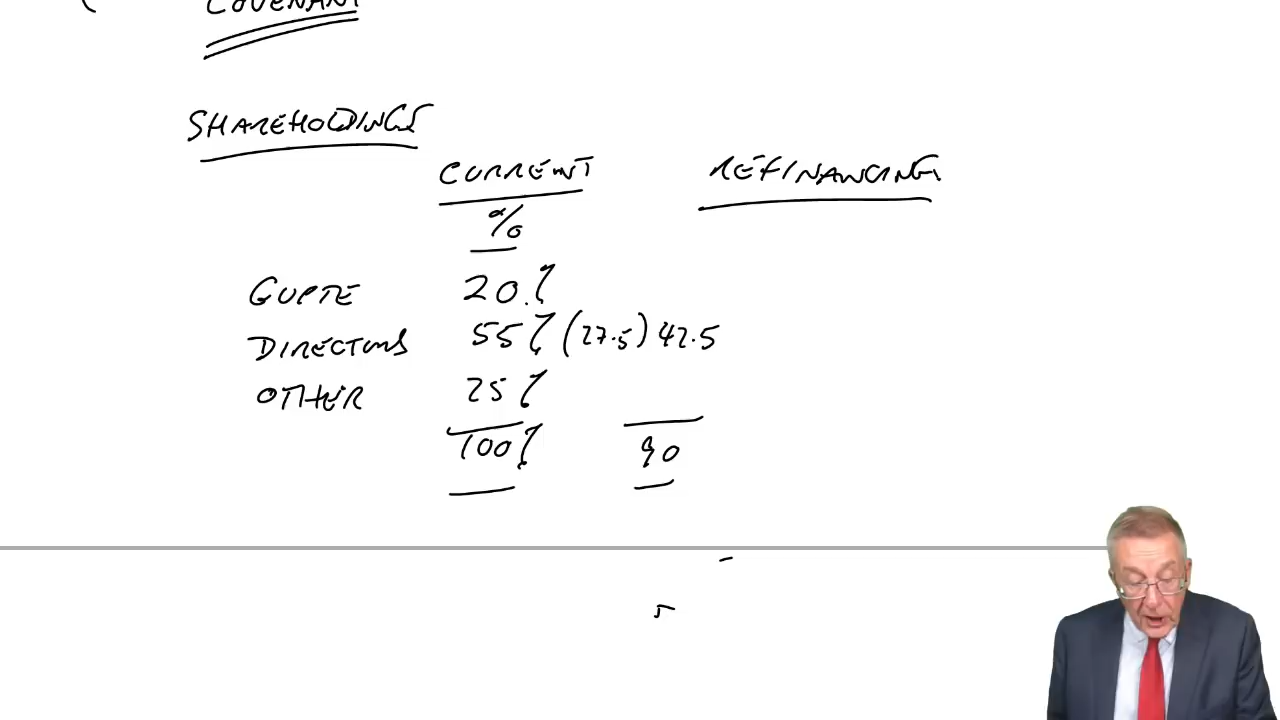 COVENANT
SHAREHOLDINGS
CURRENT REFINANCING
%
GUPTE 20%
DIRECTORS 55% (27.5) 42.5
OTHER 25%
100% 90